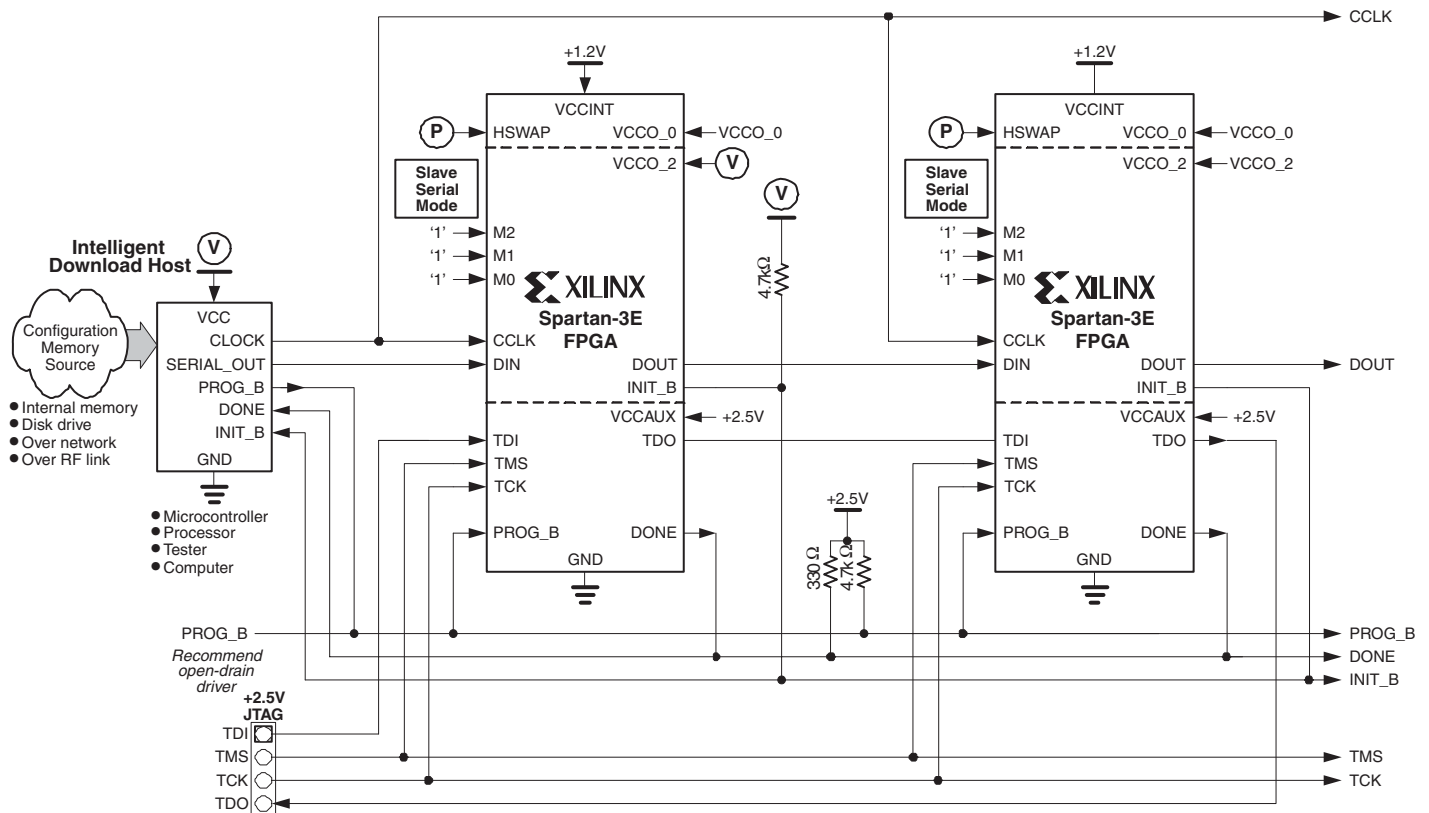 CCLK
+1.2V
VCCINT
P
HSWAP
VCCO_0
VCCO_0
VCCO_2
V
Slave
Serial
Mode
'1'
M2
'1'
M1
'1'
M0
XILINX
Spartan-3E
FPGA
CCLK
DIN
DOUT
INIT_B
VCCAUX
+2.5V
TDI
TDO
TMS
TCK
PROG_B
DONE
GND
V
4.7kΩ
+2.5V
330 Ω
4.7k Ω
+1.2V
VCCINT
P
HSWAP
VCCO_0
VCCO_0
VCCO_2
VCCO_2
Slave
Serial
Mode
'1'
M2
'1'
M1
'1'
M0
XILINX
Spartan-3E
FPGA
CCLK
DIN
DOUT
DOUT
INIT_B
VCCAUX
+2.5V
TDI
TDO
TMS
TCK
PROG_B
DONE
GND
Intelligent
Download Host
V
VCC
CLOCK
SERIAL_OUT
PROG_B
DONE
INIT_B
GND
Configuration
Memory
Source
● Internal memory
● Disk drive
● Over network
● Over RF link
● Microcontroller
● Processor
● Tester
● Computer
PROG_B
Recommend
open-drain
driver
PROG_B
DONE
INIT_B
+2.5V
JTAG
TDI
TMS
TCK
TDO
TMS
TCK